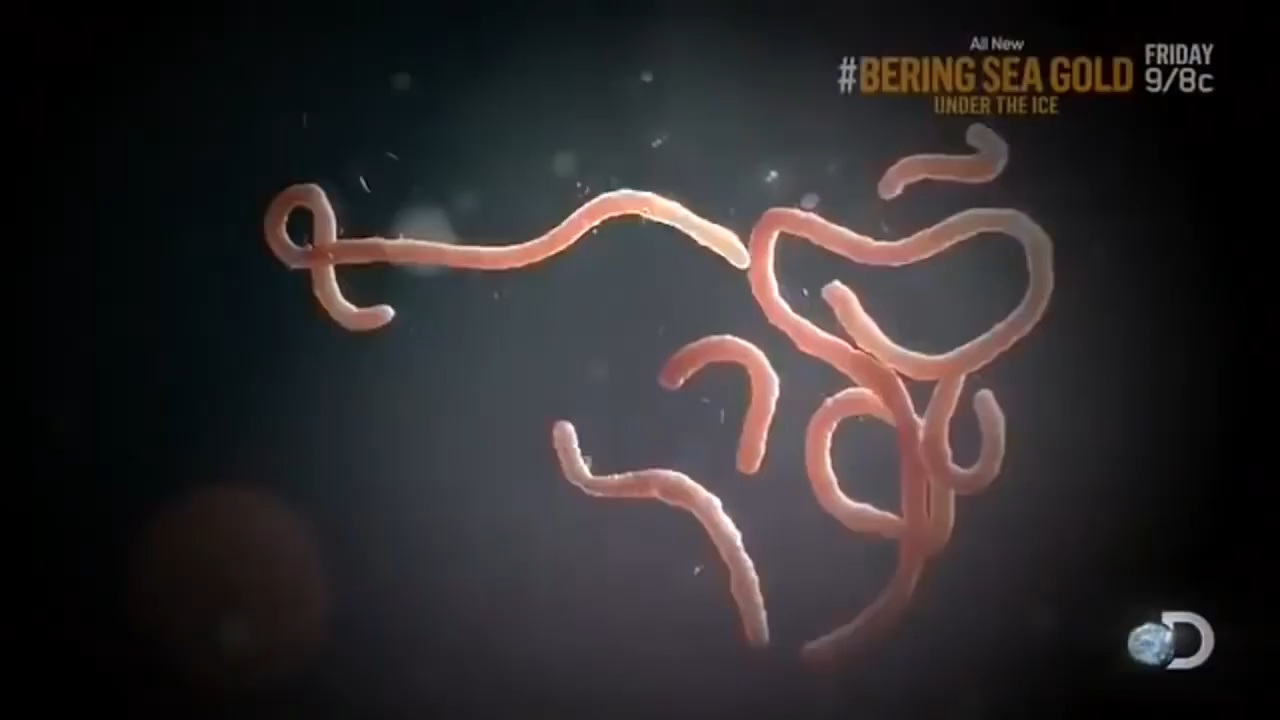 All New
#BERING SEA GOLD
UNDER THE ICE
FRIDAY
9/8c
D